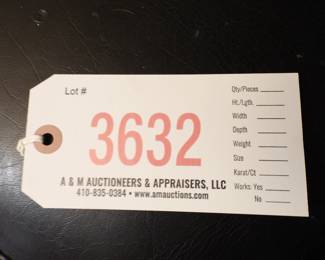 Lot #
3632
A & M AUCTIONEERS & APPRAISERS, LLC
410-835-0384 • www.amauctions.com
Qty/Pieces
Ht./Lgth.
Width
Depth
Weight
Size
Karat/Ct
Works: Yes
No